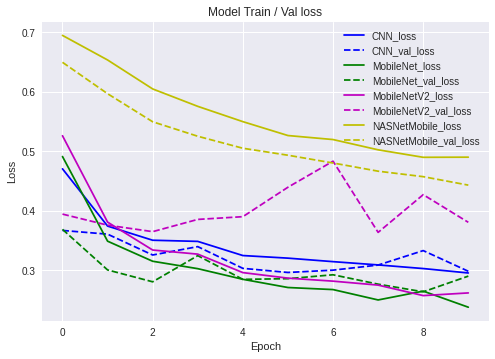 Model Train / Val loss
0.7
0.6
0.5
0.4
0.3
Loss
CNN_loss
CNN_val_loss
MobileNet_loss
MobileNet_val_loss
MobileNetV2_loss
MobileNetV2_val_loss
NASNetMobile_loss
NASNetMobile_val_loss
0 2 4 6 8
Epoch